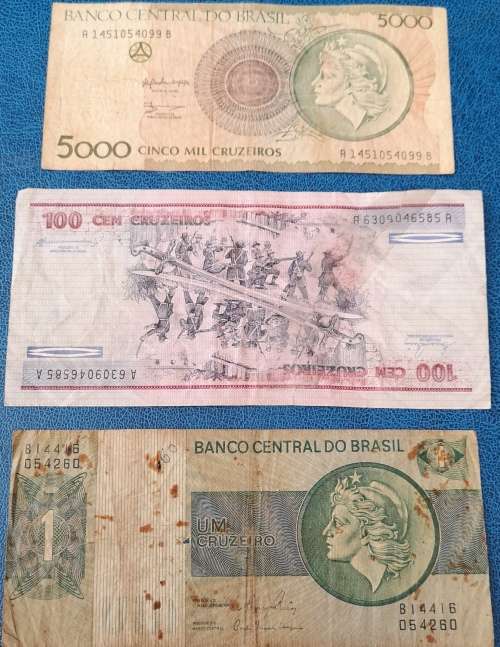 BANCO CENTRAL DO BRASIL 5000
A 1451054099 B
5000 CINCO MIL CRUZEIROS A 1451054099 B
100 CEM CRUZEIROS A 6309046585 A
A 6309046585 A 100 CEM CRUZEIROS
B14416 BANCO CENTRAL DO BRASIL
054260
1 UM
CRUZEIRO
B14416
054260